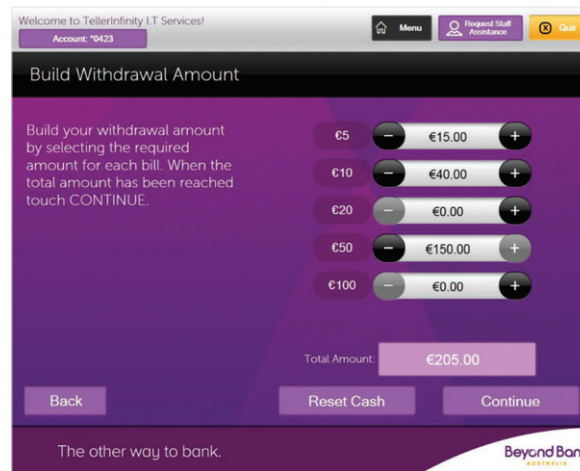 Welcome to TellerInfinity I.T Services!
Account: *0423
Menu
Request Staff
Assistance
Quit
Build Withdrawal Amount
Build your withdrawal amount
by selecting the required
amount for each bill. When the
total amount has been reached
touch CONTINUE.
€5 − €15.00 +
€10 − €40.00 +
€20 − €0.00 +
€50 − €150.00 +
€100 − €0.00 +
Total Amount: €205.00
Back
Reset Cash
Continue
The other way to bank.
Beyond Ban
AUSTRALIA